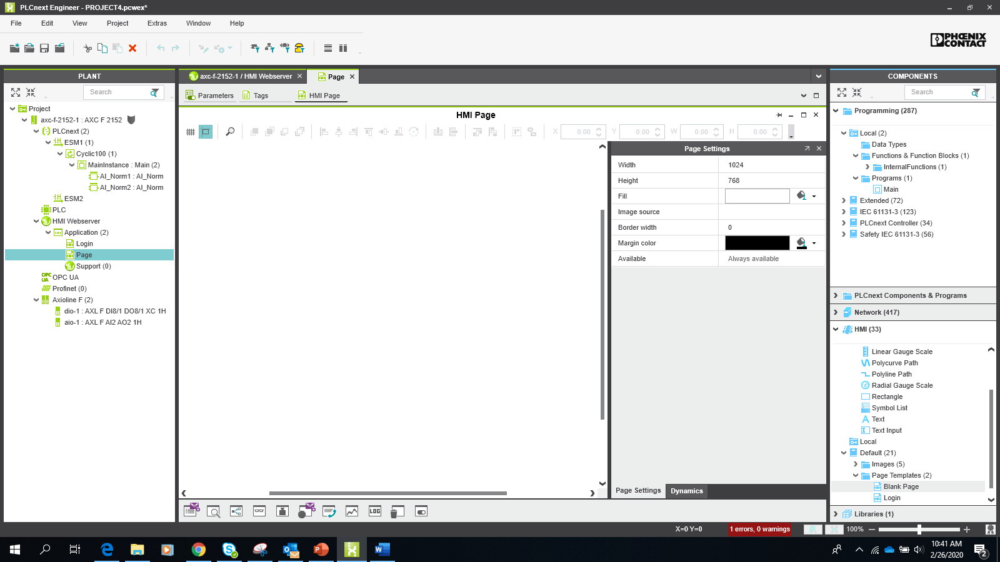 PLCnext Engineer - PROJECT4.pcwex*
File Edit View Project Extras Window Help
PHŒNIX
CONTACT
PLANT
Search
Project
axc-f-2152-1 : AXC F 2152
PLCnext (2)
ESM1 (1)
Cyclic100 (1)
MainInstance : Main (2)
AI_Norm1 : AI_Norm
AI_Norm2 : AI_Norm
ESM2
PLC
HMI Webserver
Application (2)
Login
Page
Support (0)
OPC UA OPC UA
Profinet (0)
Axioline F (2)
dio-1 : AXL F DI8/1 DO8/1 XC 1H
aio-1 : AXL F AI2 AO2 1H
axc-f-2152-1 / HMI Webserver Page
Parameters Tags HMI Page
HMI Page
X 0.00 Y 0.00 W 0.00 H 0.00
Page Settings
Width 1024
Height 768
Fill
Image source
Border width 0
Margin color
Available Always available
Page Settings Dynamics
LOG
COMPONENTS
Search
Programming (287)
Local (2)
Data Types
Functions & Function Blocks (1)
InternalFunctions (1)
Programs (1)
Main
Extended (72)
IEC 61131-3 (123)
PLCnext Controller (34)
Safety IEC 61131-3 (56)
PLCnext Components & Programs
Network (417)
HMI (33)
Linear Gauge Scale
Polycurve Path
Polyline Path
Radial Gauge Scale
Rectangle
Symbol List
Text
Text Input
Local
Default (21)
Images (5)
Page Templates (2)
Blank Page
Login
Libraries (1)
X=0 Y=0 1 errors, 0 warnings 100%
10:41 AM
2/26/2020
2